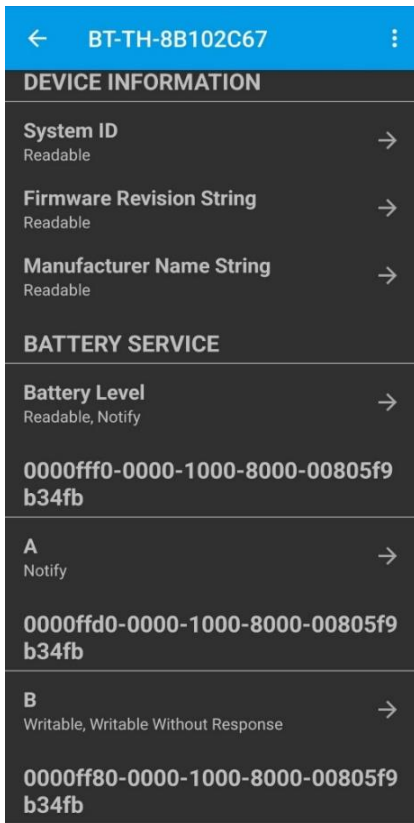 BT-TH-8B102C67
DEVICE INFORMATION
System ID
Readable
Firmware Revision String
Readable
Manufacturer Name String
Readable
BATTERY SERVICE
Battery Level
Readable, Notify
0000fff0-0000-1000-8000-00805f9
b34fb
A
Notify
0000ffd0-0000-1000-8000-00805f9
b34fb
B
Writable, Writable Without Response
0000ff80-0000-1000-8000-00805f9
b34fb